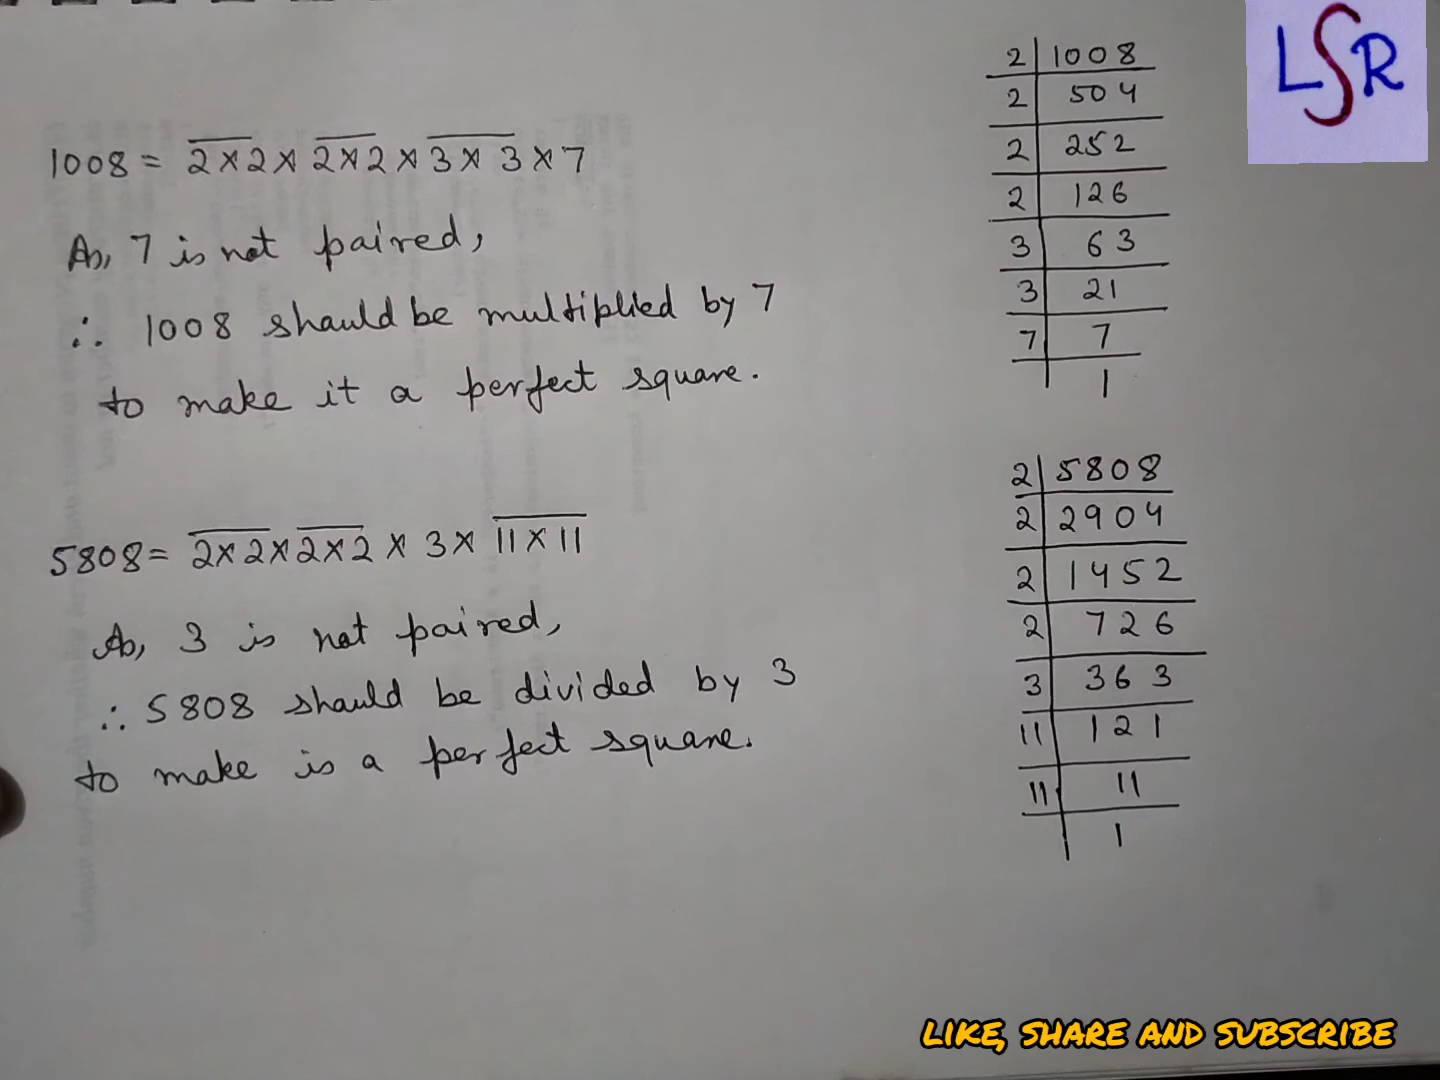 LSR
1008 = 2 × 2 × 2 × 2 × 3 × 3 × 7
As, 7 is not paired,
∴ 1008 should be multiplied by 7
to make it a perfect square.
2 | 1008
2 | 504
2 | 252
2 | 126
3 | 63
3 | 21
7 | 7
| 1
5808 = 2 × 2 × 2 × 2 × 3 × 11 × 11
As, 3 is not paired,
∴ 5808 should be divided by 3
to make is a perfect square.
2 | 5808
2 | 2904
2 | 1452
2 | 726
3 | 363
11 | 121
11 | 11
| 1
LIKE, SHARE AND SUBSCRIBE